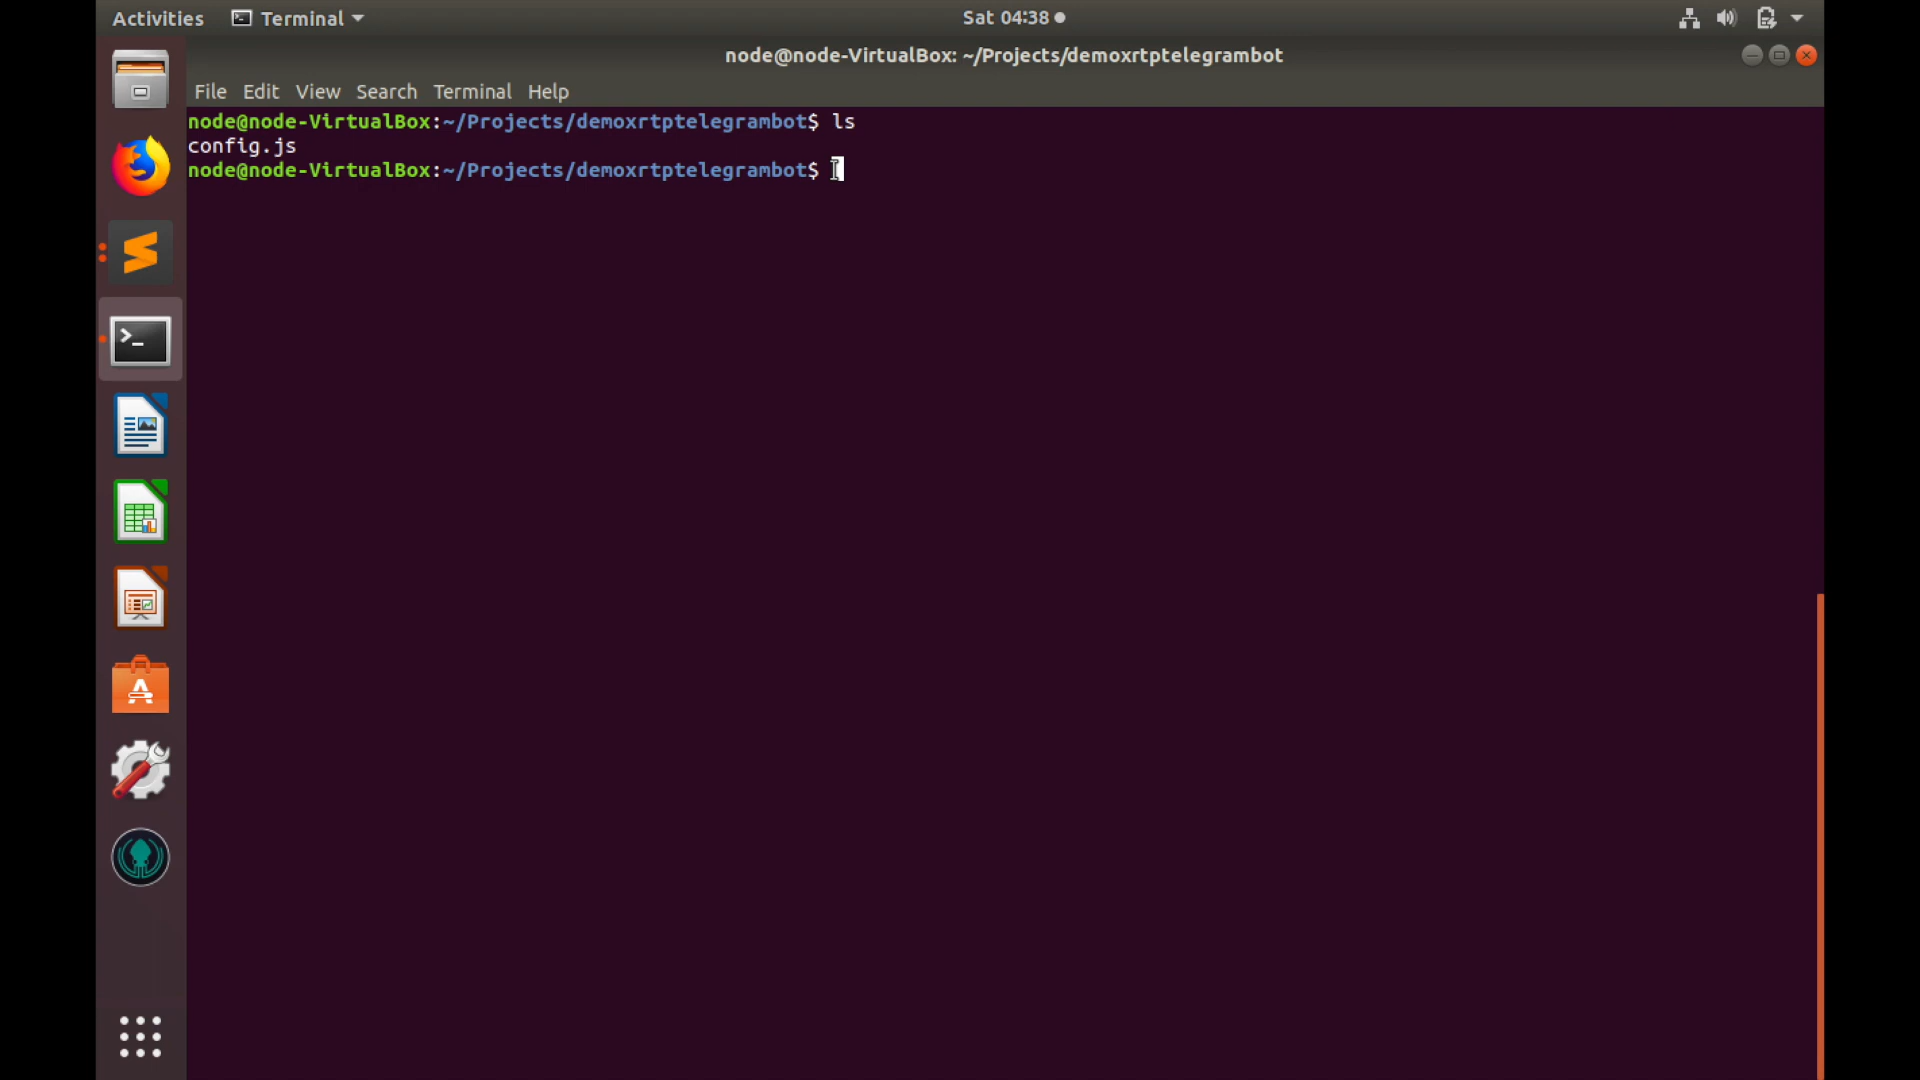 Activities
Terminal
Sat 04:38
node@node-VirtualBox: ~/Projects/demoxrtptelegrambot
File Edit View Search Terminal Help
node@node-VirtualBox:~/Projects/demoxrtptelegrambot$ ls
config.js
node@node-VirtualBox:~/Projects/demoxrtptelegrambot$